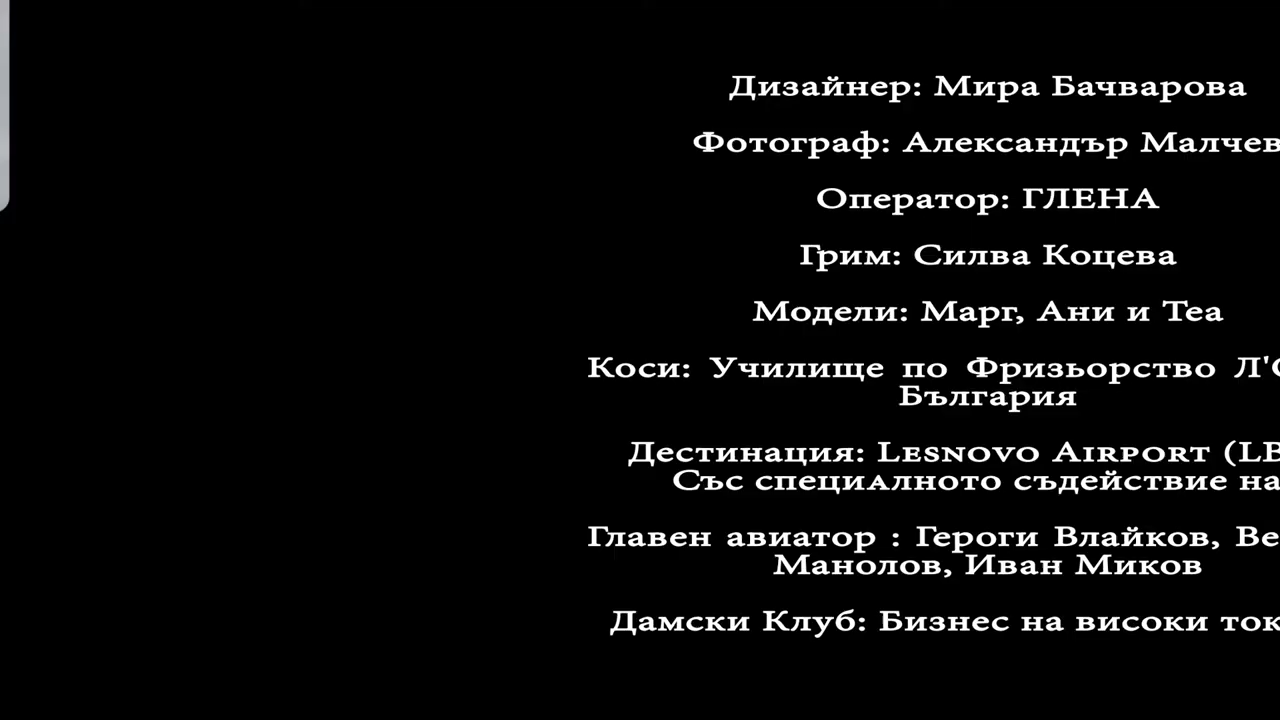 Дизайнер: Мира Бачварова
Фотограф: Александър Малчев
Оператор: ГЛЕНА
Грим: Силва Коцева
Модели: Марг, Ани и Теа
Коси: Училище по Фризьорство
България
Дестинация: Lesnovo Airport (LB
Със специалното съдействие на
Главен авиатор : Героги Влайков,
Манолов, Иван Миков
Дамски Клуб: Бизнес на високи ток